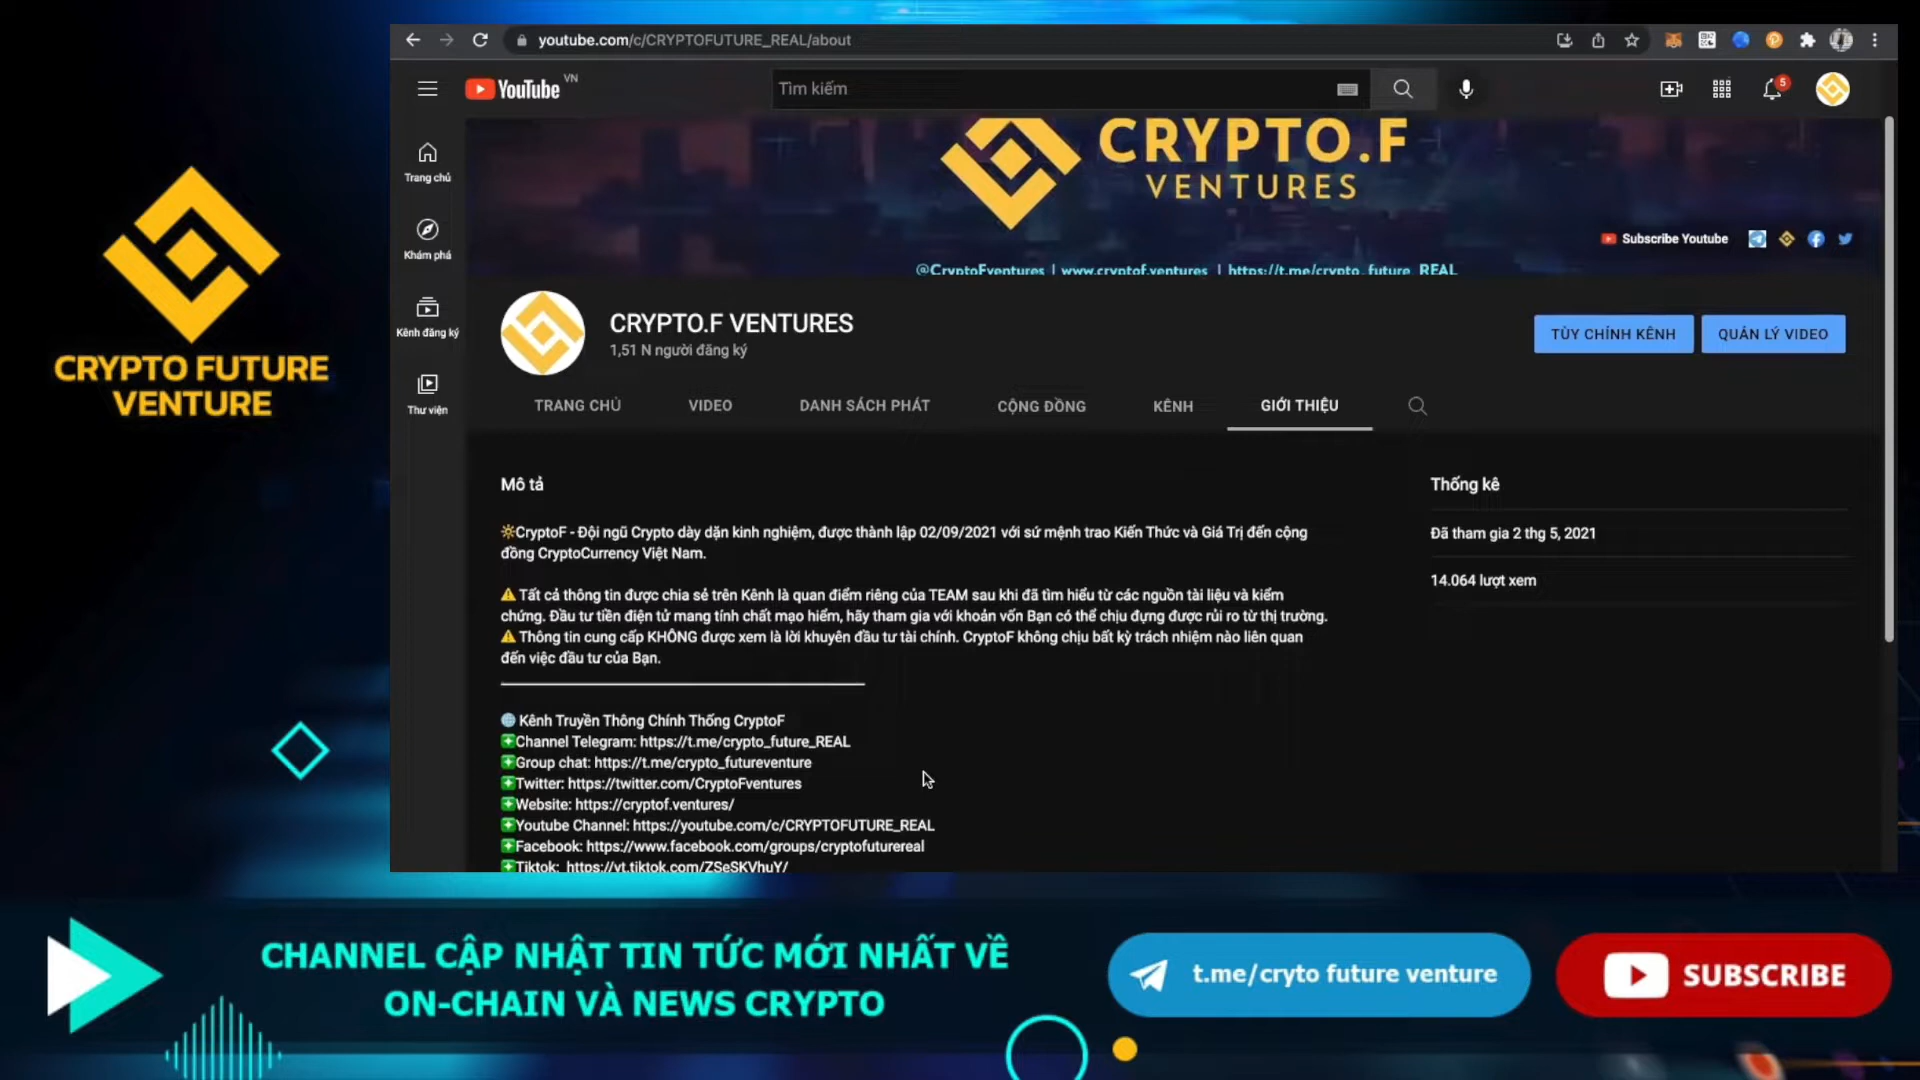 youtube.com/c/CRYPTOFUTURE_REAL/about
YouTube VN
Tìm kiếm
5
Trang chủ
Khám phá
Kênh đăng ký
Thư viện
CRYPTO FUTURE
VENTURE
CRYPTO.F
VENTURES
Subscribe Youtube
@CryptoFventures | www.cryptof.ventures | https://t.me/crypto_future_REAL
CRYPTO.F VENTURES
1,51 N người đăng ký
TÙY CHỈNH KÊNH
QUẢN LÝ VIDEO
TRANG CHỦ
VIDEO
DANH SÁCH PHÁT
CỘNG ĐỒNG
KÊNH
GIỚI THIỆU
Mô tả
CryptoF - Đội ngũ Crypto dày dặn kinh nghiệm, được thành lập 02/09/2021 với sứ mệnh trao Kiến Thức và Giá Trị đến cộng
đồng CryptoCurrency Việt Nam.
Tất cả thông tin được chia sẻ trên Kênh là quan điểm riêng của TEAM sau khi đã tìm hiểu từ các nguồn tài liệu và kiểm
chứng. Đầu tư tiền điện tử mang tính chất mạo hiểm, hãy tham gia với khoản vốn Bạn có thể chịu đựng được rủi ro từ thị trường.
Thông tin cung cấp KHÔNG được xem là lời khuyên đầu tư tài chính. CryptoF không chịu bất kỳ trách nhiệm nào liên quan
đến việc đầu tư của Bạn.
Kênh Truyền Thông Chính Thống CryptoF
Channel Telegram: https://t.me/crypto_future_REAL
Group chat: https://t.me/crypto_futureventure
Twitter: https://twitter.com/CryptoFventures
Website: https://cryptof.ventures/
Youtube Channel: https://youtube.com/c/CRYPTOFUTURE_REAL
Facebook: https://www.facebook.com/groups/cryptofuturereal
Tiktok: https://vt.tiktok.com/ZSeSKVhuY/
Thống kê
Đã tham gia 2 thg 5, 2021
14.064 lượt xem
CHANNEL CẬP NHẬT TIN TỨC MỚI NHẤT VỀ
ON-CHAIN VÀ NEWS CRYPTO
t.me/cryto future venture
SUBSCRIBE